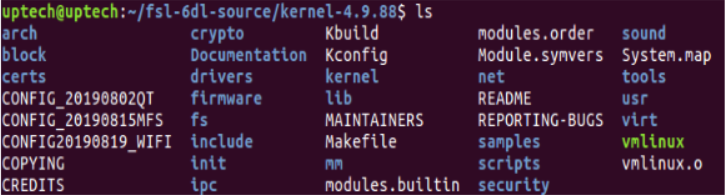 uptech@uptech:~/fsl-6dl-source/kernel-4.9.88$ ls
arch crypto Kbuild modules.order sound
block Documentation Kconfig Module.symvers System.map
certs drivers kernel net tools
CONFIG_20190802QT firmware lib README usr
CONFIG_20190815MFS fs MAINTAINERS REPORTING-BUGS virt
CONFIG20190819_WIFI include Makefile samples vmlinux
COPYING init mm scripts vmlinux.o
CREDITS ipc modules.builtin security